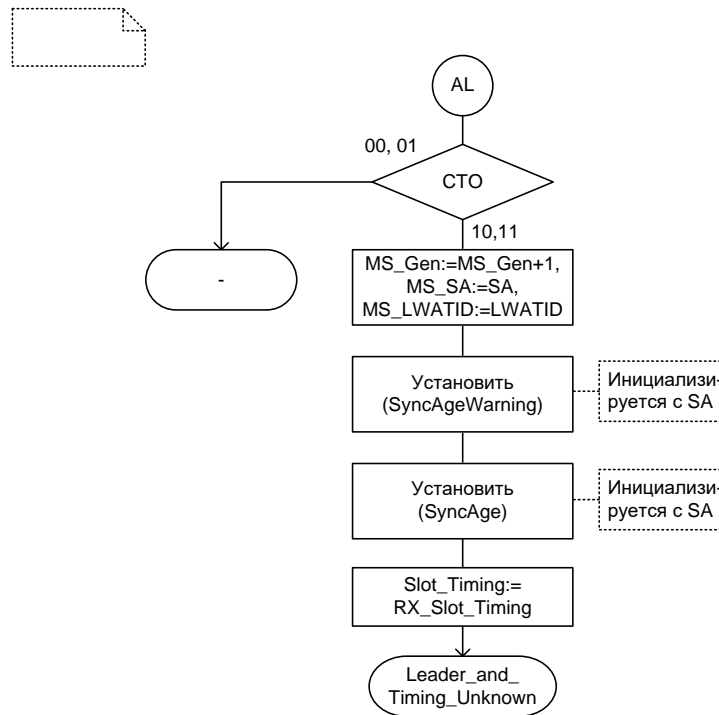 AL
00, 01
СТО
10,11
-
MS_Gen:=MS_Gen+1,
MS_SA:=SA,
MS_LWATID:=LWATID
Установить
(SyncAgeWarning)
Инициализи-
руется с SA
Установить
(SyncAge)
Инициализи-
руется с SA
Slot_Timing:=
RX_Slot_Timing
Leader_and_
Timing_Unknown